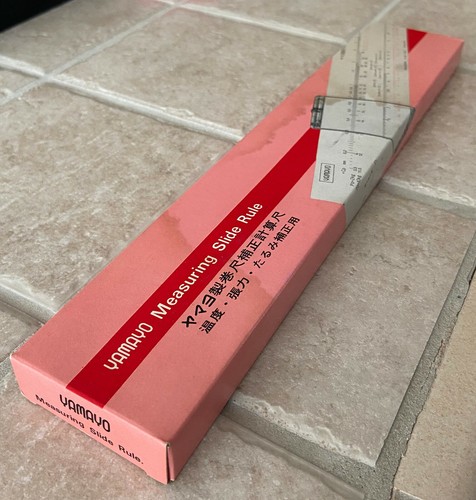 YAMAYO Measuring Slide Rule
ヤマヨ製巻尺補正計算尺
温度・張力・たるみ補正用
YAMAYO
Measuring Slide Rule.